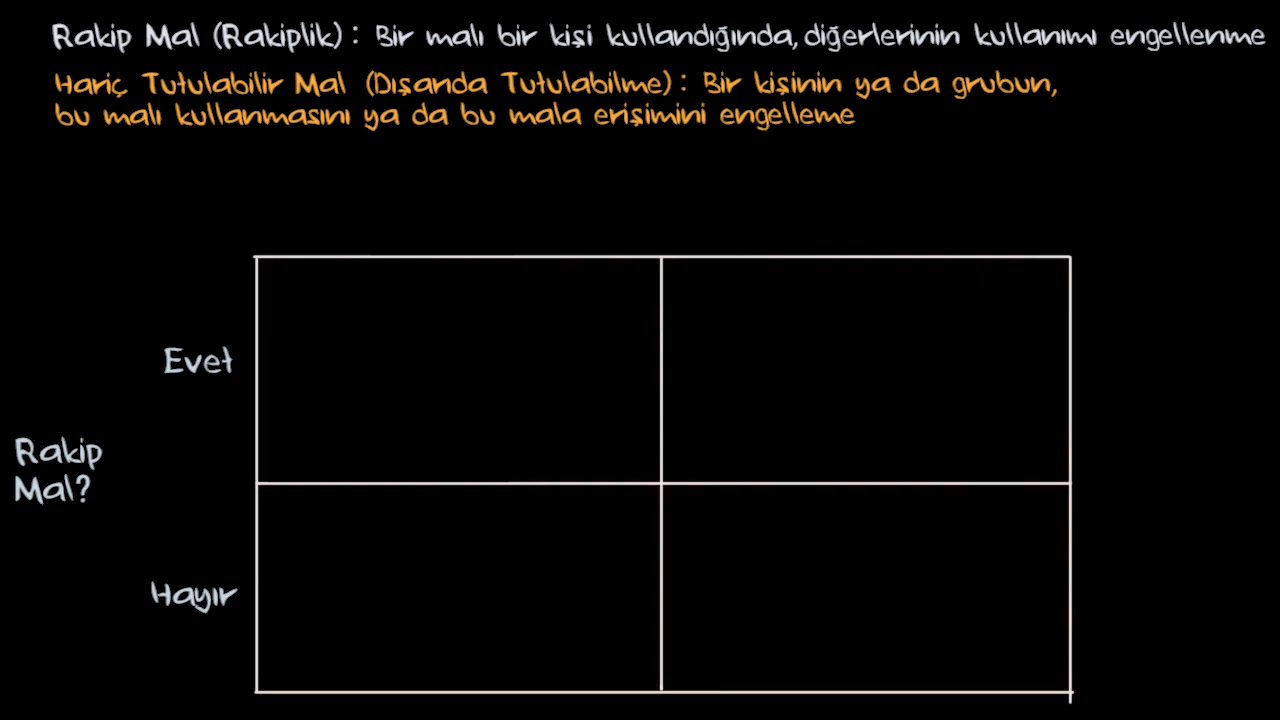 Rakip Mal (Rakiplik) : Bir malı bir kişi kullandığında, diğerlerinin kullanımı engellenme
Hariç Tutulabilir Mal (Dışarıda Tutulabilme) : Bir kişinin ya da grubun,
bu malı kullanmasını ya da bu mala erişimini engelleme
Evet
Rakip
Mal?
Hayır